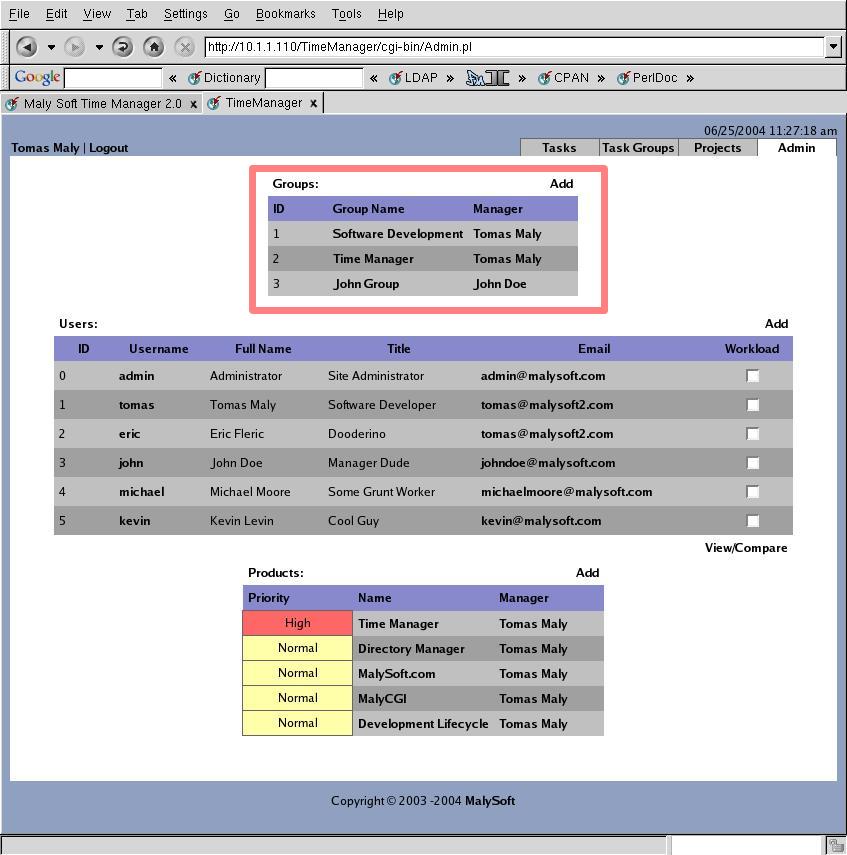 File Edit View Tab Settings Go Bookmarks Tools Help
http://10.1.1.110/TimeManager/cgi-bin/Admin.pl
Google « Dictionary « LDAP » » CPAN » PerlDoc »
Maly Soft Time Manager 2.0 x TimeManager x
06/25/2004 11:27:18 am
Tomas Maly | Logout Tasks Task Groups Projects Admin
Groups: Add
ID Group Name Manager
1 Software Development Tomas Maly
2 Time Manager Tomas Maly
3 John Group John Doe
Users: Add
ID Username Full Name Title Email Workload
0 admin Administrator Site Administrator admin@malysoft.com
1 tomas Tomas Maly Software Developer tomas@malysoft2.com
2 eric Eric Fleric Dooderino tomas@malysoft2.com
3 john John Doe Manager Dude johndoe@malysoft.com
4 michael Michael Moore Some Grunt Worker michaelmoore@malysoft.com
5 kevin Kevin Levin Cool Guy kevin@malysoft.com
View/Compare
Products: Add
Priority Name Manager
High Time Manager Tomas Maly
Normal Directory Manager Tomas Maly
Normal MalySoft.com Tomas Maly
Normal MalyCGI Tomas Maly
Normal Development Lifecycle Tomas Maly
Copyright © 2003 -2004 MalySoft